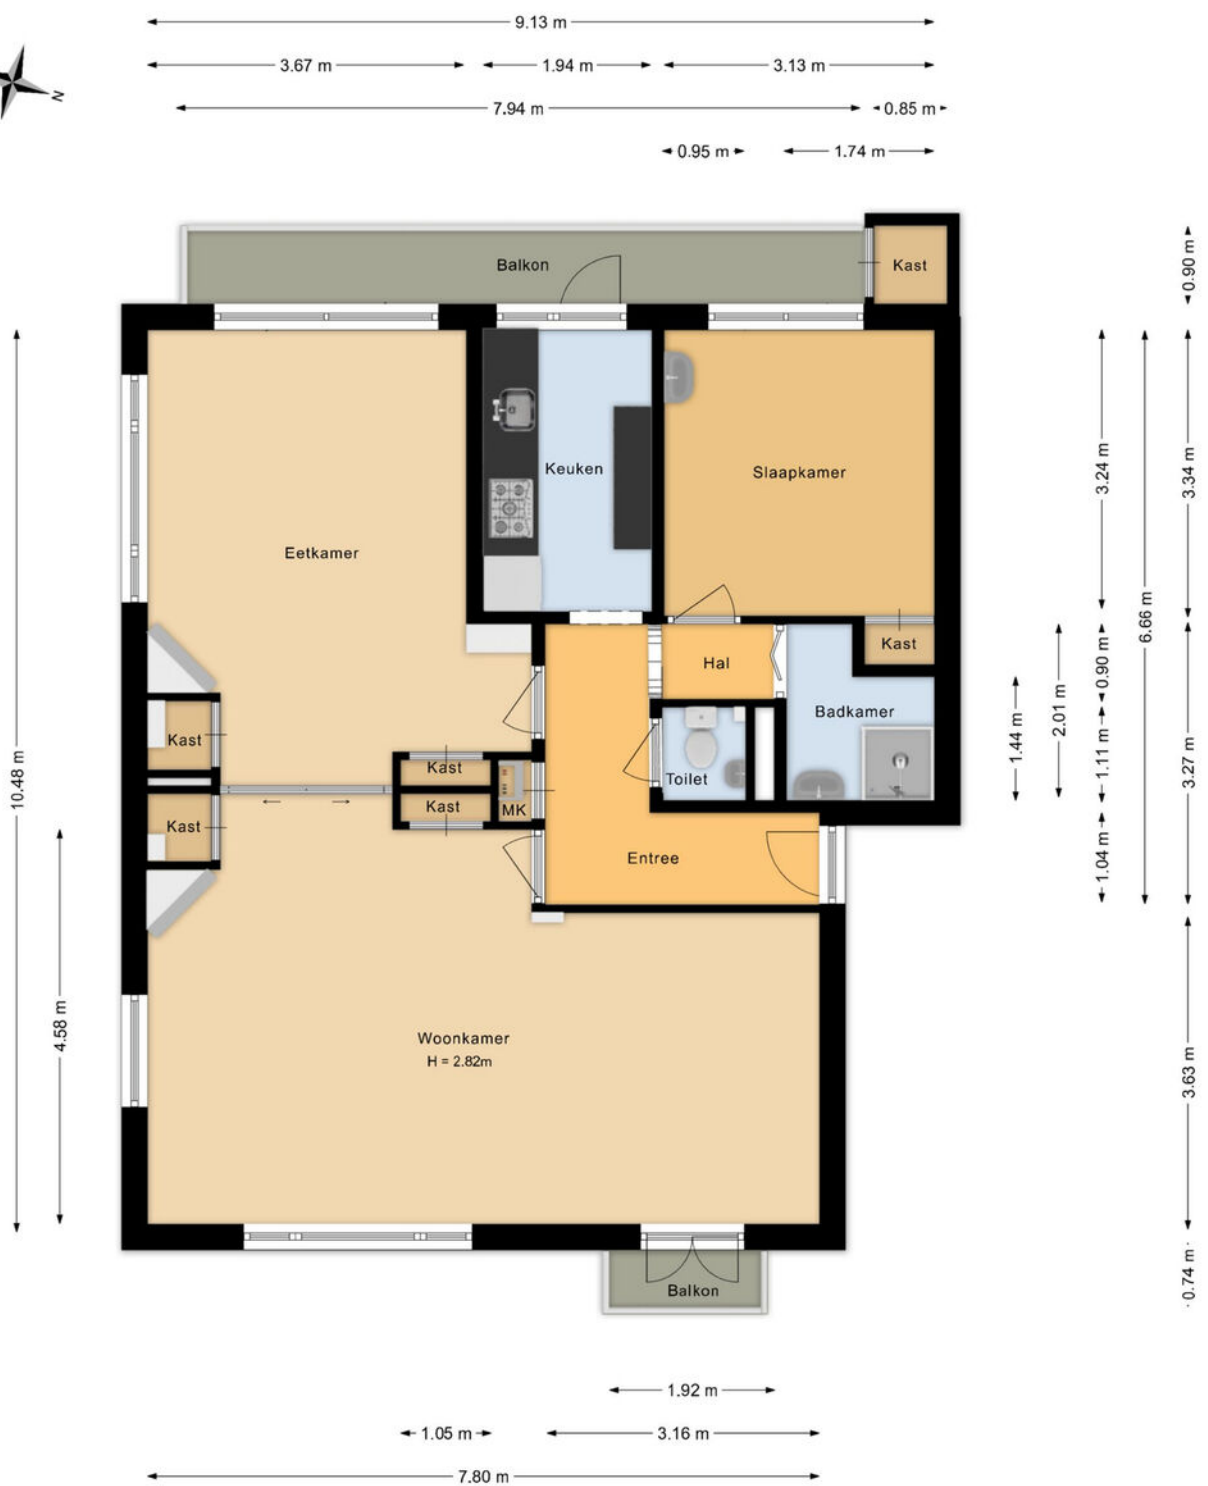 9.13 m
3.67 m
1.94 m
3.13 m
7.94 m
0.85 m
0.95 m
1.74 m
N
Balkon
Kast
0.90 m
Keuken
Slaapkamer
Eetkamer
3.24 m
3.34 m
6.66 m
Kast
Hal
0.90 m
Badkamer
2.01 m
1.44 m
1.11 m
3.27 m
Kast
Kast
Toilet
10.48 m
Kast
MK
Kast
Entree
1.04 m
4.58 m
Woonkamer
H = 2.82m
3.63 m
Balkon
0.74 m
1.92 m
1.05 m
3.16 m
7.80 m